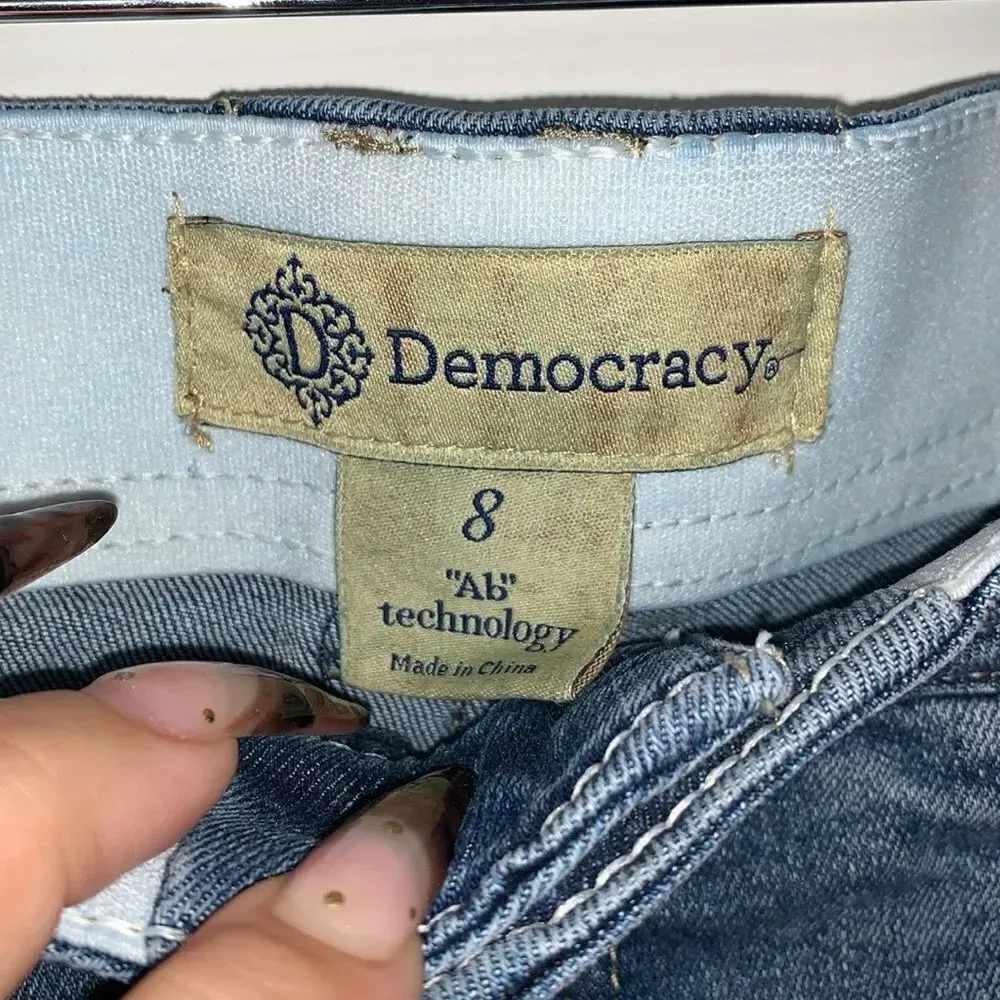 D
Democracy®
8
"Ab"
technology
Made in China